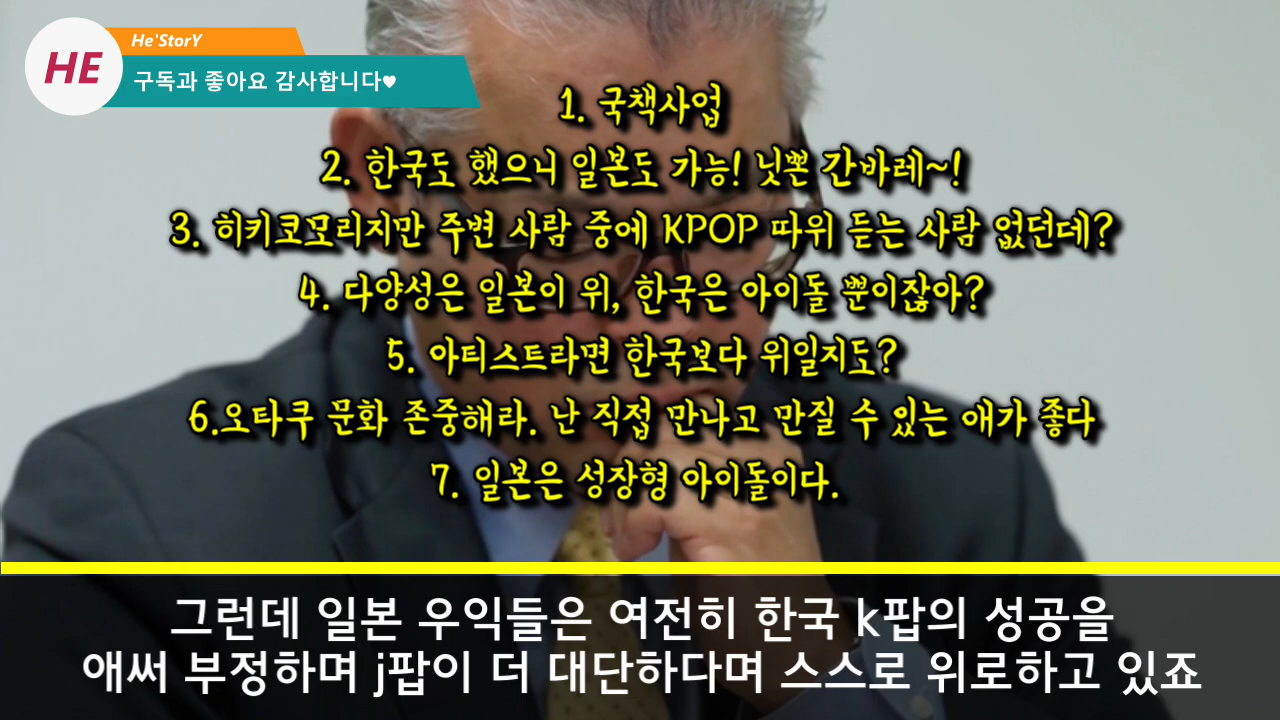 HE
He'StorY
구독과 좋아요 감사합니다♥
1. 국책사업
2. 한국도 했으니 일본도 가능! 닛뽄 간바레~!
3. 히키코모리지만 주변 사람 중에 KPOP 따위 듣는 사람 없던데?
4. 다양성은 일본이 위, 한국은 아이돌 뿐이잖아?
5. 아티스트라면 한국보다 위일지도?
6.오타쿠 문화 존중해라. 난 직접 만나고 만질 수 있는 애가 좋다
7. 일본은 성장형 아이돌이다.
그런데 일본 우익들은 여전히 한국 k팝의 성공을
애써 부정하며 j팝이 더 대단하다며 스스로 위로하고 있죠